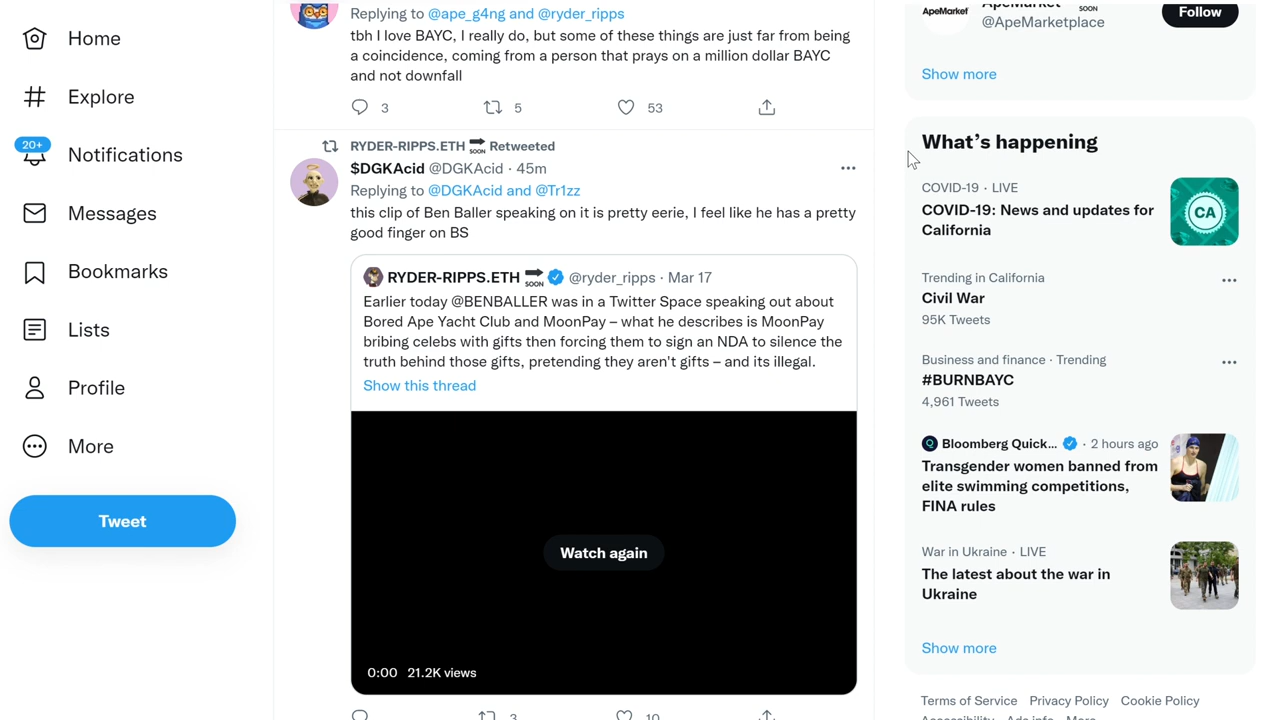 Home
Explore
20+
Notifications
Messages
Bookmarks
Lists
Profile
More
Tweet
Replying to @ape_g4ng and @ryder_ripps
tbh I love BAYC, I really do, but some of these things are just far from being
a coincidence, coming from a person that prays on a million dollar BAYC
and not downfall
3 5 53
RYDER-RIPPS.ETH SOON Retweeted
$DGKAcid @DGKAcid · 45m
Replying to @DGKAcid and @Tr1zz
this clip of Ben Baller speaking on it is pretty eerie, I feel like he has a pretty
good finger on BS
RYDER-RIPPS.ETH SOON @ryder_ripps · Mar 17
Earlier today @BENBALLER was in a Twitter Space speaking out about
Bored Ape Yacht Club and MoonPay – what he describes is MoonPay
bribing celebs with gifts then forcing them to sign an NDA to silence the
truth behind those gifts, pretending they aren't gifts – and its illegal.
Show this thread
Watch again
0:00 21.2K views
3 10
ApeMarket
ApeMarket SOON
@ApeMarketplace
Follow
Show more
What's happening
COVID-19 · LIVE
COVID-19: News and updates for
California
CA
Trending in California
Civil War
95K Tweets
Business and finance · Trending
#BURNBAYC
4,961 Tweets
Bloomberg Quick... · 2 hours ago
Transgender women banned from
elite swimming competitions,
FINA rules
War in Ukraine · LIVE
The latest about the war in
Ukraine
Show more
Terms of Service Privacy Policy Cookie Policy
Accessibility Ads info More